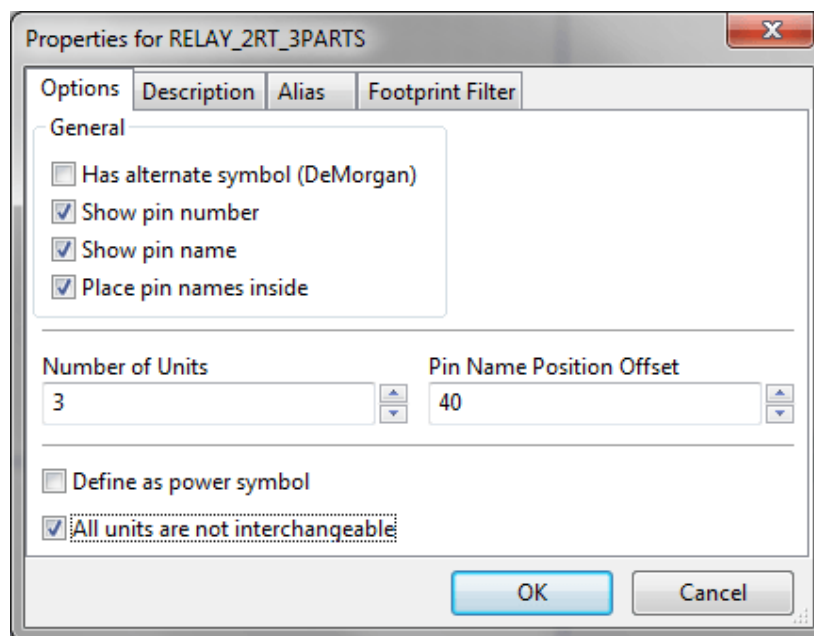 Properties for RELAY_2RT_3PARTS
Options Description Alias Footprint Filter
General
Has alternate symbol (DeMorgan)
Show pin number
Show pin name
Place pin names inside
Number of Units Pin Name Position Offset
3 40
Define as power symbol
All units are not interchangeable
OK Cancel